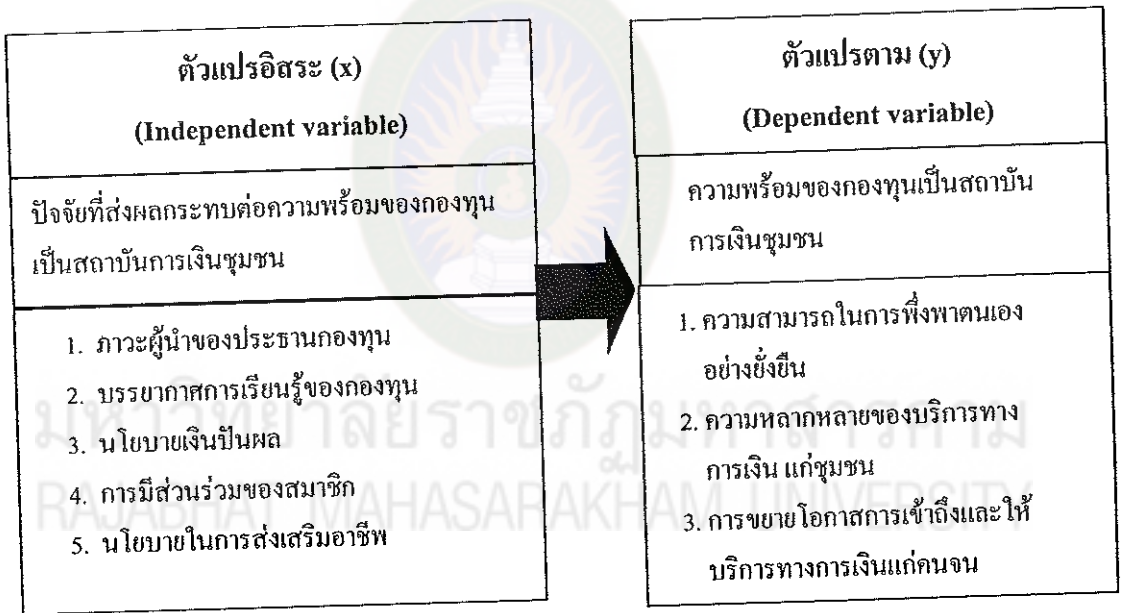 ตัวแปรอิสระ (x)
(Independent variable)
ปัจจัยที่ส่งผลกระทบต่อความพร้อมของกองทุน
เป็นสถาบันการเงินชุมชน
1. ภาวะผู้นำของประธานกองทุน
2. บรรยากาศการเรียนรู้ของกองทุน
3. นโยบายเงินปันผล
4. การมีส่วนร่วมของสมาชิก
5. นโยบายในการส่งเสริมอาชีพ
ตัวแปรตาม (y)
(Dependent variable)
ความพร้อมของกองทุนเป็นสถาบัน
การเงินชุมชน
1. ความสามารถในการพึ่งพาตนเอง
อย่างยั่งยืน
2. ความหลากหลายของบริการทาง
การเงิน แก่ชุมชน
3. การขยายโอกาสการเข้าถึงและให้
บริการทางการเงินแก่คนจน
มหาวิทยาลัยราชภัฏมหาสารคาม
RAJABHAT MAHASARAKHAM UNIVERSITY